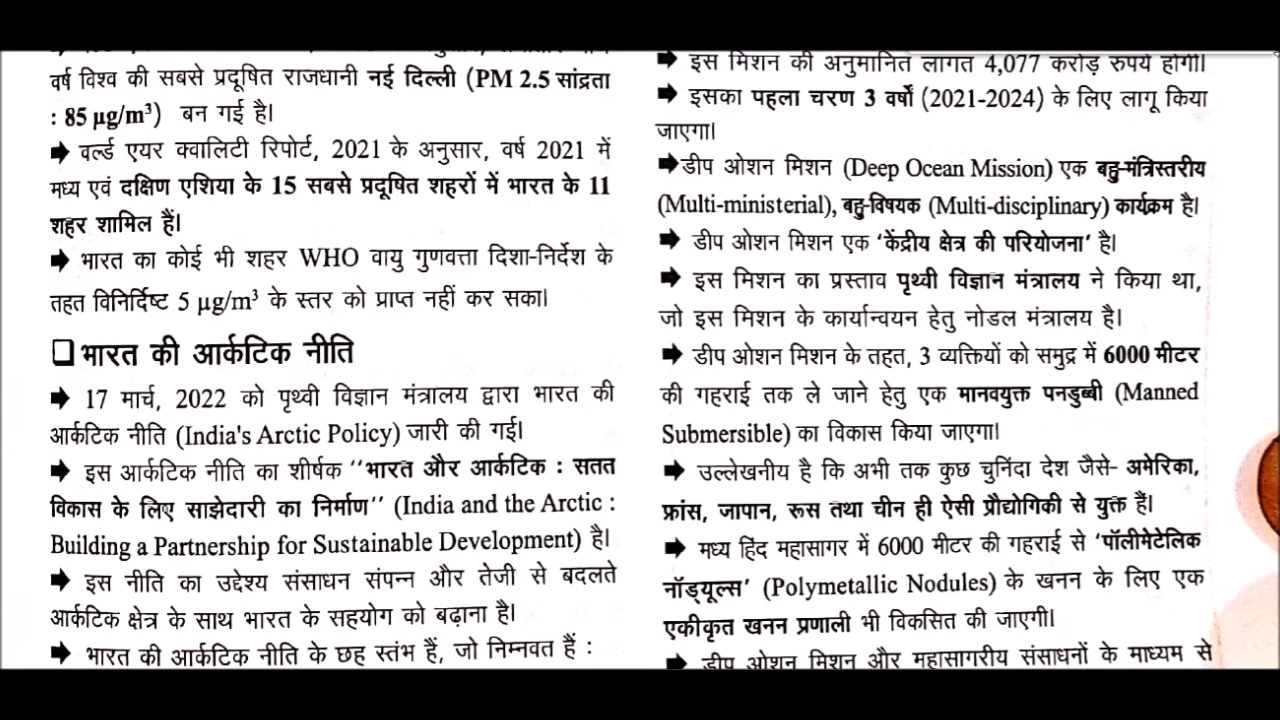 वर्ष विश्व की सबसे प्रदूषित राजधानी नई दिल्ली (PM 2.5 सांद्रता
: 85 µg/m³) बन गई है।
➡ वर्ल्ड एयर क्वालिटी रिपोर्ट, 2021 के अनुसार, वर्ष 2021 में
मध्य एवं दक्षिण एशिया के 15 सबसे प्रदूषित शहरों में भारत के 11
शहर शामिल हैं।
➡ भारत का कोई भी शहर WHO वायु गुणवत्ता दिशा-निर्देश के
तहत विनिर्दिष्ट 5 µg/m³ के स्तर को प्राप्त नहीं कर सका।
❑ भारत की आर्कटिक नीति
➡ 17 मार्च, 2022 को पृथ्वी विज्ञान मंत्रालय द्वारा भारत की
आर्कटिक नीति (India's Arctic Policy) जारी की गई।
➡ इस आर्कटिक नीति का शीर्षक ''भारत और आर्कटिक : सतत
विकास के लिए साझेदारी का निर्माण'' (India and the Arctic :
Building a Partnership for Sustainable Development) है।
➡ इस नीति का उद्देश्य संसाधन संपन्न और तेजी से बदलते
आर्कटिक क्षेत्र के साथ भारत के सहयोग को बढ़ाना है।
➡ भारत की आर्कटिक नीति के छह स्तंभ हैं, जो निम्नवत हैं :
➡ इस मिशन की अनुमानित लागत 4,077 करोड़ रुपये होगी।
➡ इसका पहला चरण 3 वर्षों (2021-2024) के लिए लागू किया
जाएगा।
➡ डीप ओशन मिशन (Deep Ocean Mission) एक बहु-मंत्रिस्तरीय
(Multi-ministerial), बहु-विषयक (Multi-disciplinary) कार्यक्रम है।
➡ डीप ओशन मिशन एक 'केंद्रीय क्षेत्र की परियोजना' है।
➡ इस मिशन का प्रस्ताव पृथ्वी विज्ञान मंत्रालय ने किया था,
जो इस मिशन के कार्यान्वयन हेतु नोडल मंत्रालय है।
➡ डीप ओशन मिशन के तहत, 3 व्यक्तियों को समुद्र में 6000 मीटर
की गहराई तक ले जाने हेतु एक मानवयुक्त पनडुब्बी (Manned
Submersible) का विकास किया जाएगा।
➡ उल्लेखनीय है कि अभी तक कुछ चुनिंदा देश जैसे- अमेरिका,
फ्रांस, जापान, रूस तथा चीन ही ऐसी प्रौद्योगिकी से युक्त हैं।
➡ मध्य हिंद महासागर में 6000 मीटर की गहराई से 'पॉलीमेटेलिक
नॉड्यूल्स' (Polymetallic Nodules) के खनन के लिए एक
एकीकृत खनन प्रणाली भी विकसित की जाएगी।
➡ डीप ओशन मिशन और महासागरीय संसाधनों के माध्यम से